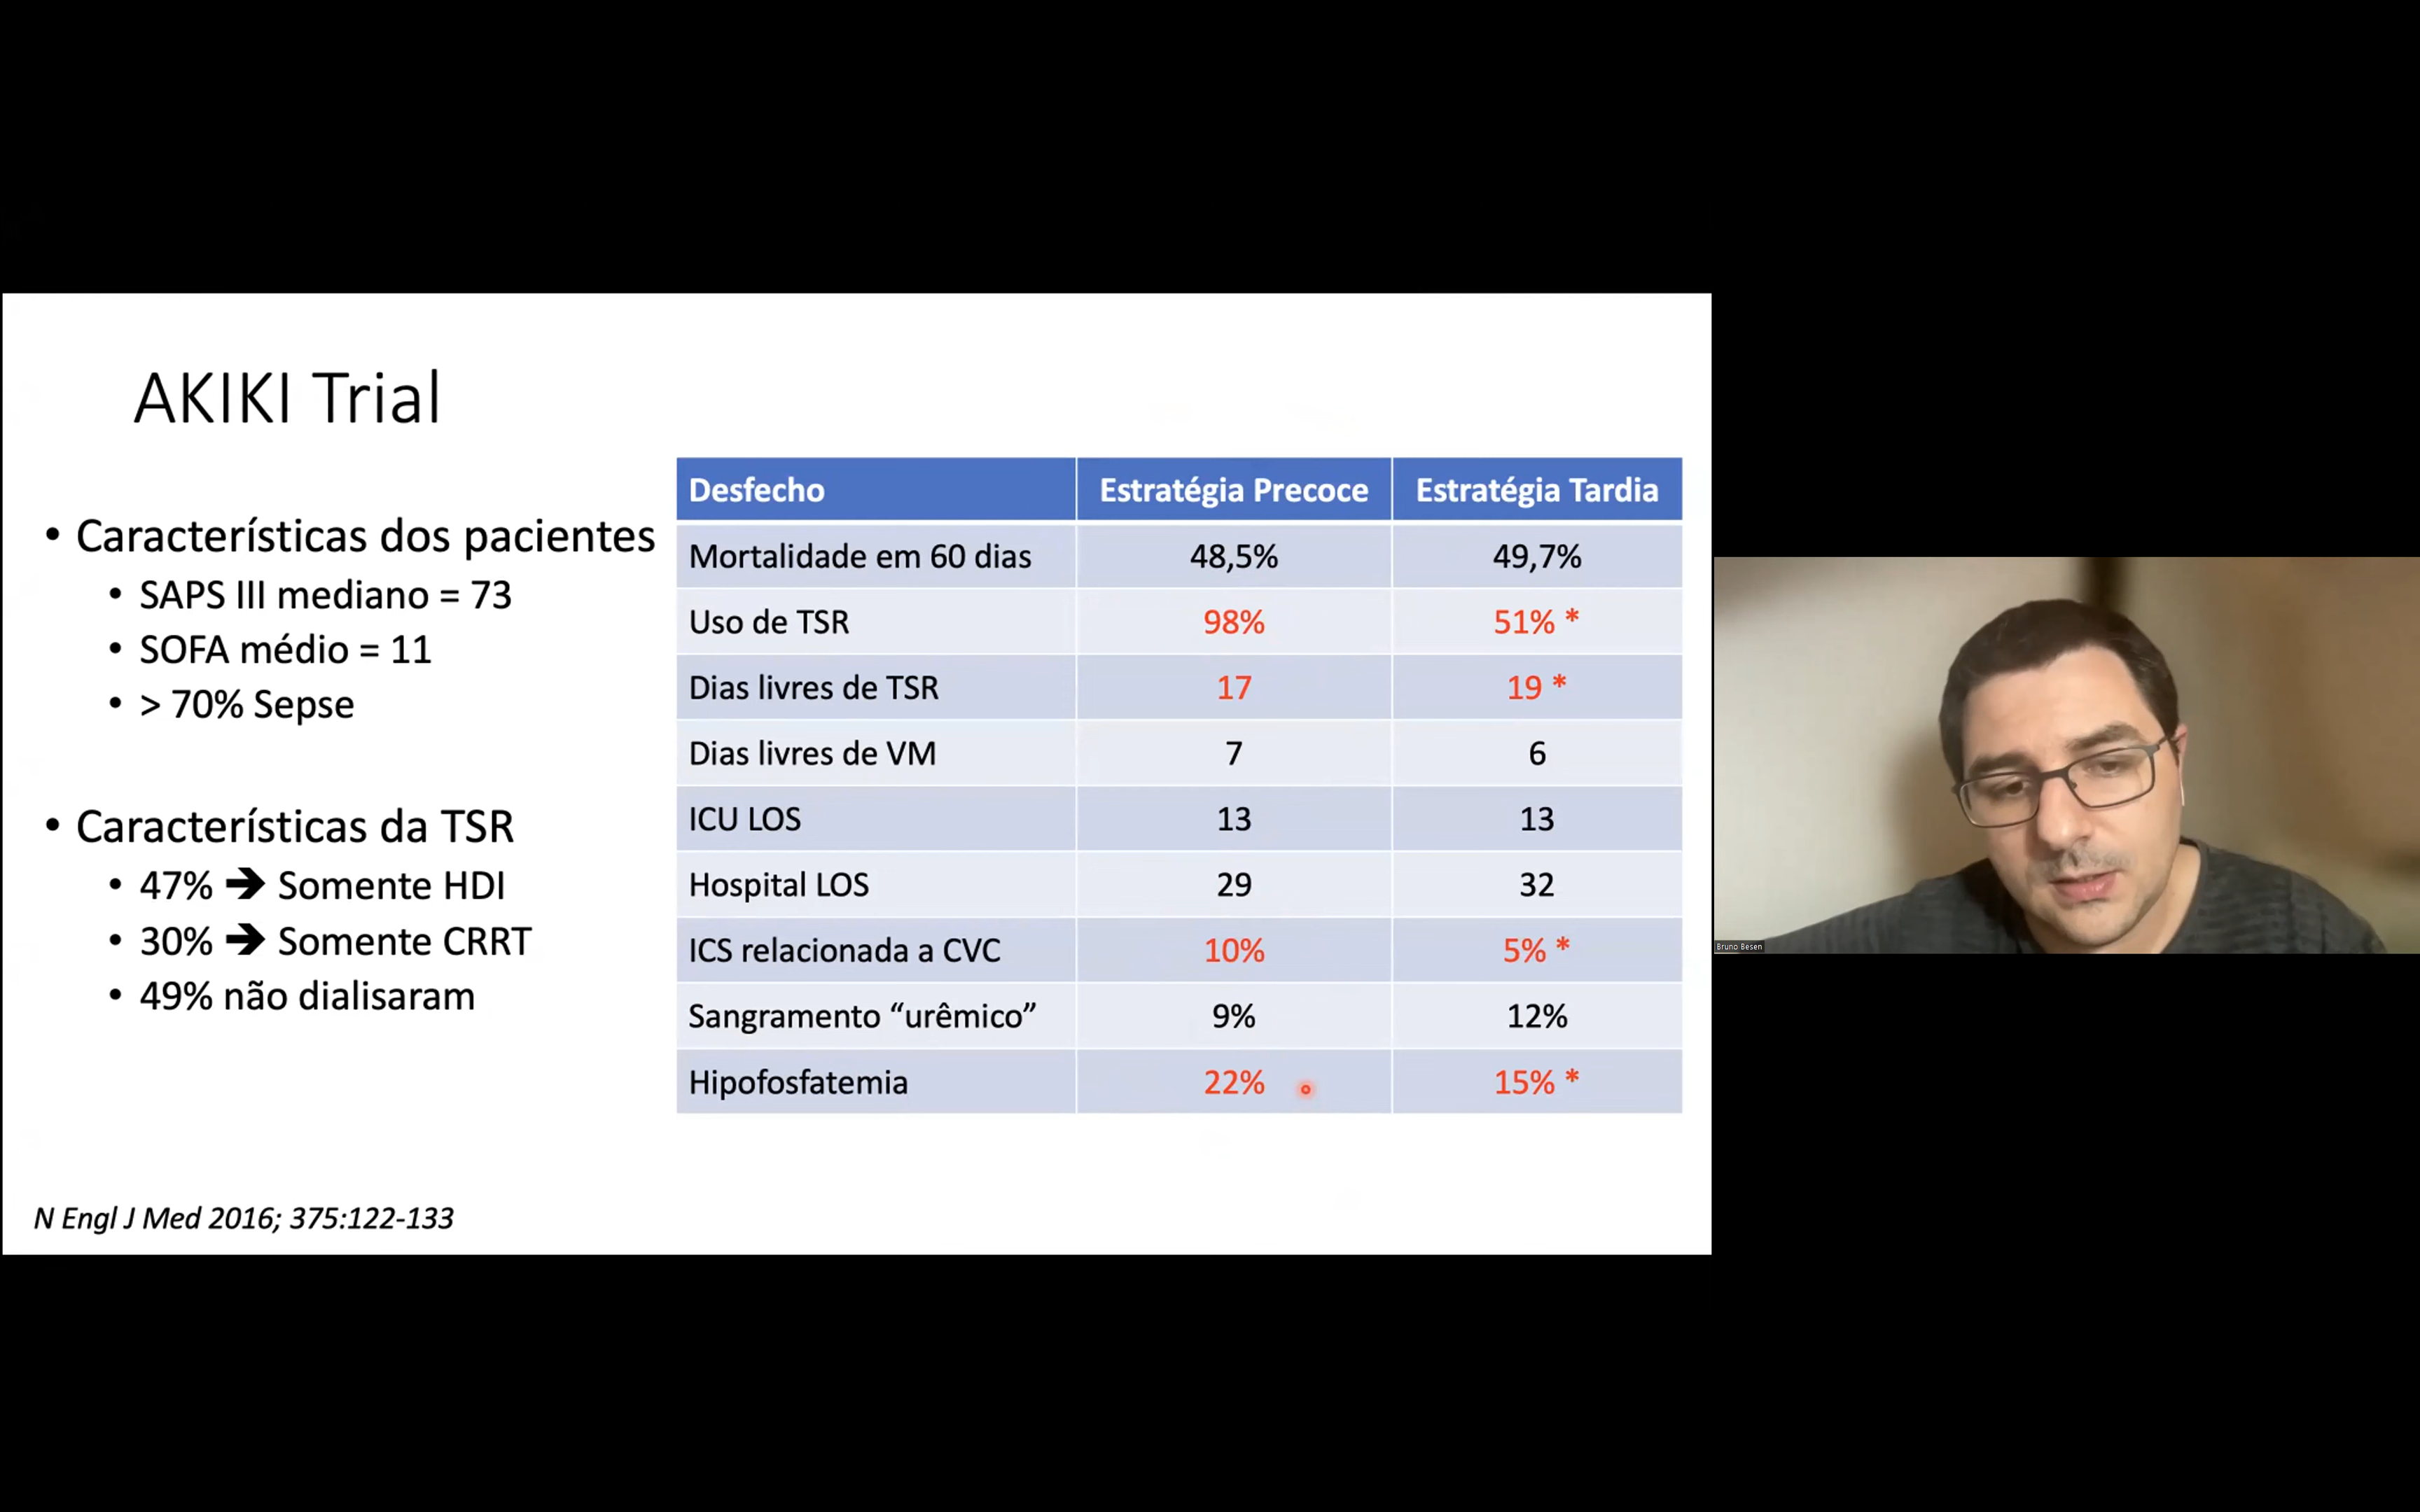 AKIKI Trial
• Características dos pacientes
• SAPS III mediano = 73
• SOFA médio = 11
• > 70% Sepse
• Características da TSR
• 47% ➔ Somente HDI
• 30% ➔ Somente CRRT
• 49% não dialisaram
Desfecho Estratégia Precoce Estratégia Tardia
Mortalidade em 60 dias 48,5% 49,7%
Uso de TSR 98% 51% *
Dias livres de TSR 17 19 *
Dias livres de VM 7 6
ICU LOS 13 13
Hospital LOS 29 32
ICS relacionada a CVC 10% 5% *
Sangramento “urêmico” 9% 12%
Hipofosfatemia 22% 15% *
N Engl J Med 2016; 375:122-133
Bruno Besen